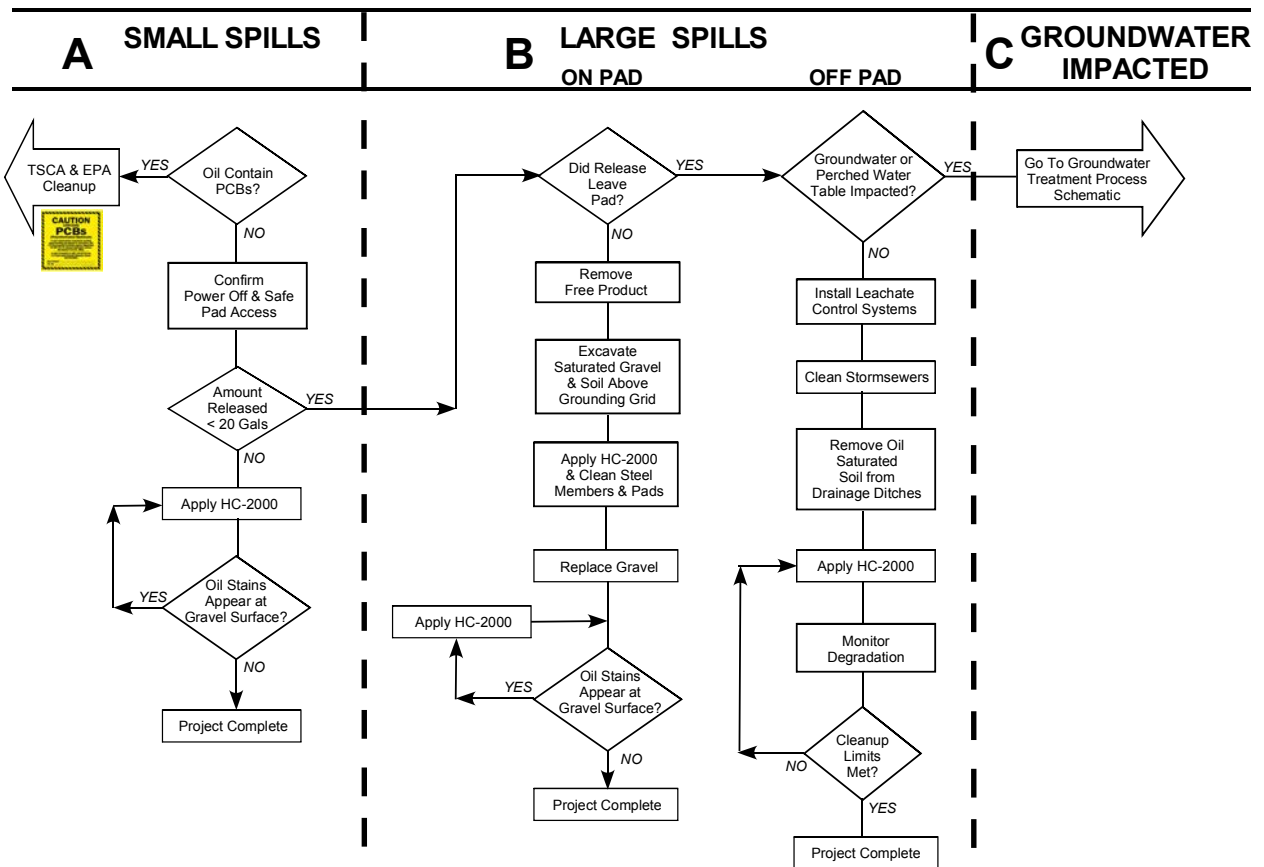 A
SMALL SPILLS
B
LARGE SPILLS
ON PAD
OFF PAD
C
GROUNDWATER
IMPACTED
TSCA & EPA
Cleanup
CAUTION
PCBs
YES
Oil Contain
PCBs?
NO
Confirm
Power Off & Safe
Pad Access
Amount
Released
< 20 Gals
YES
NO
Apply HC-2000
Oil Stains
Appear at
Gravel Surface?
YES
NO
Project Complete
Did Release
Leave
Pad?
YES
NO
Remove
Free Product
Excavate
Saturated Gravel
& Soil Above
Grounding Grid
Apply HC-2000
& Clean Steel
Members & Pads
Replace Gravel
Apply HC-2000
Oil Stains
Appear at
Gravel Surface?
YES
NO
Project Complete
Groundwater or
Perched Water
Table Impacted?
YES
NO
Install Leachate
Control Systems
Clean Stormsewers
Remove Oil
Saturated
Soil from
Drainage Ditches
Apply HC-2000
Monitor
Degradation
Cleanup
Limits
Met?
NO
YES
Project Complete
Go To Groundwater
Treatment Process
Schematic